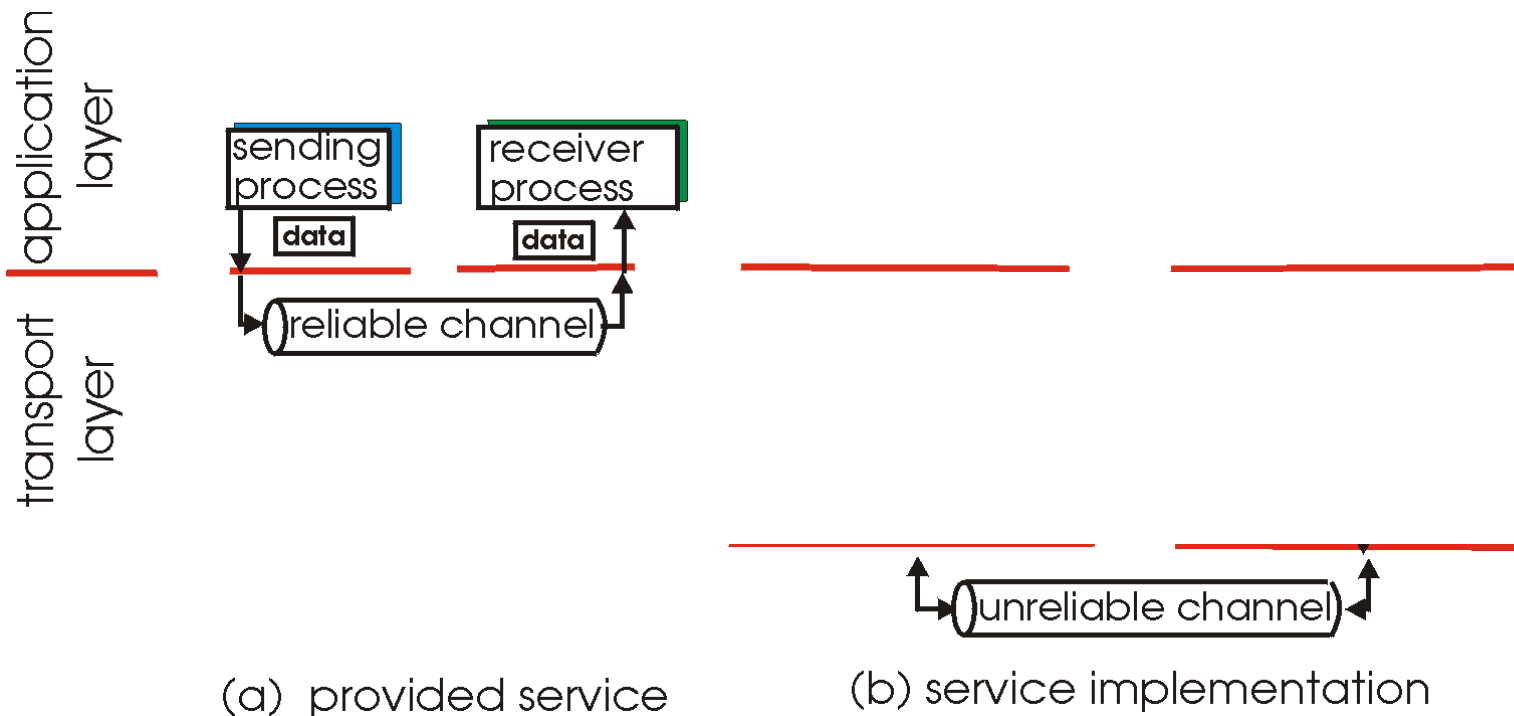 application
layer
transport
layer
sending
process
receiver
process
data
data
reliable channel
unreliable channel
(a) provided service
(b) service implementation